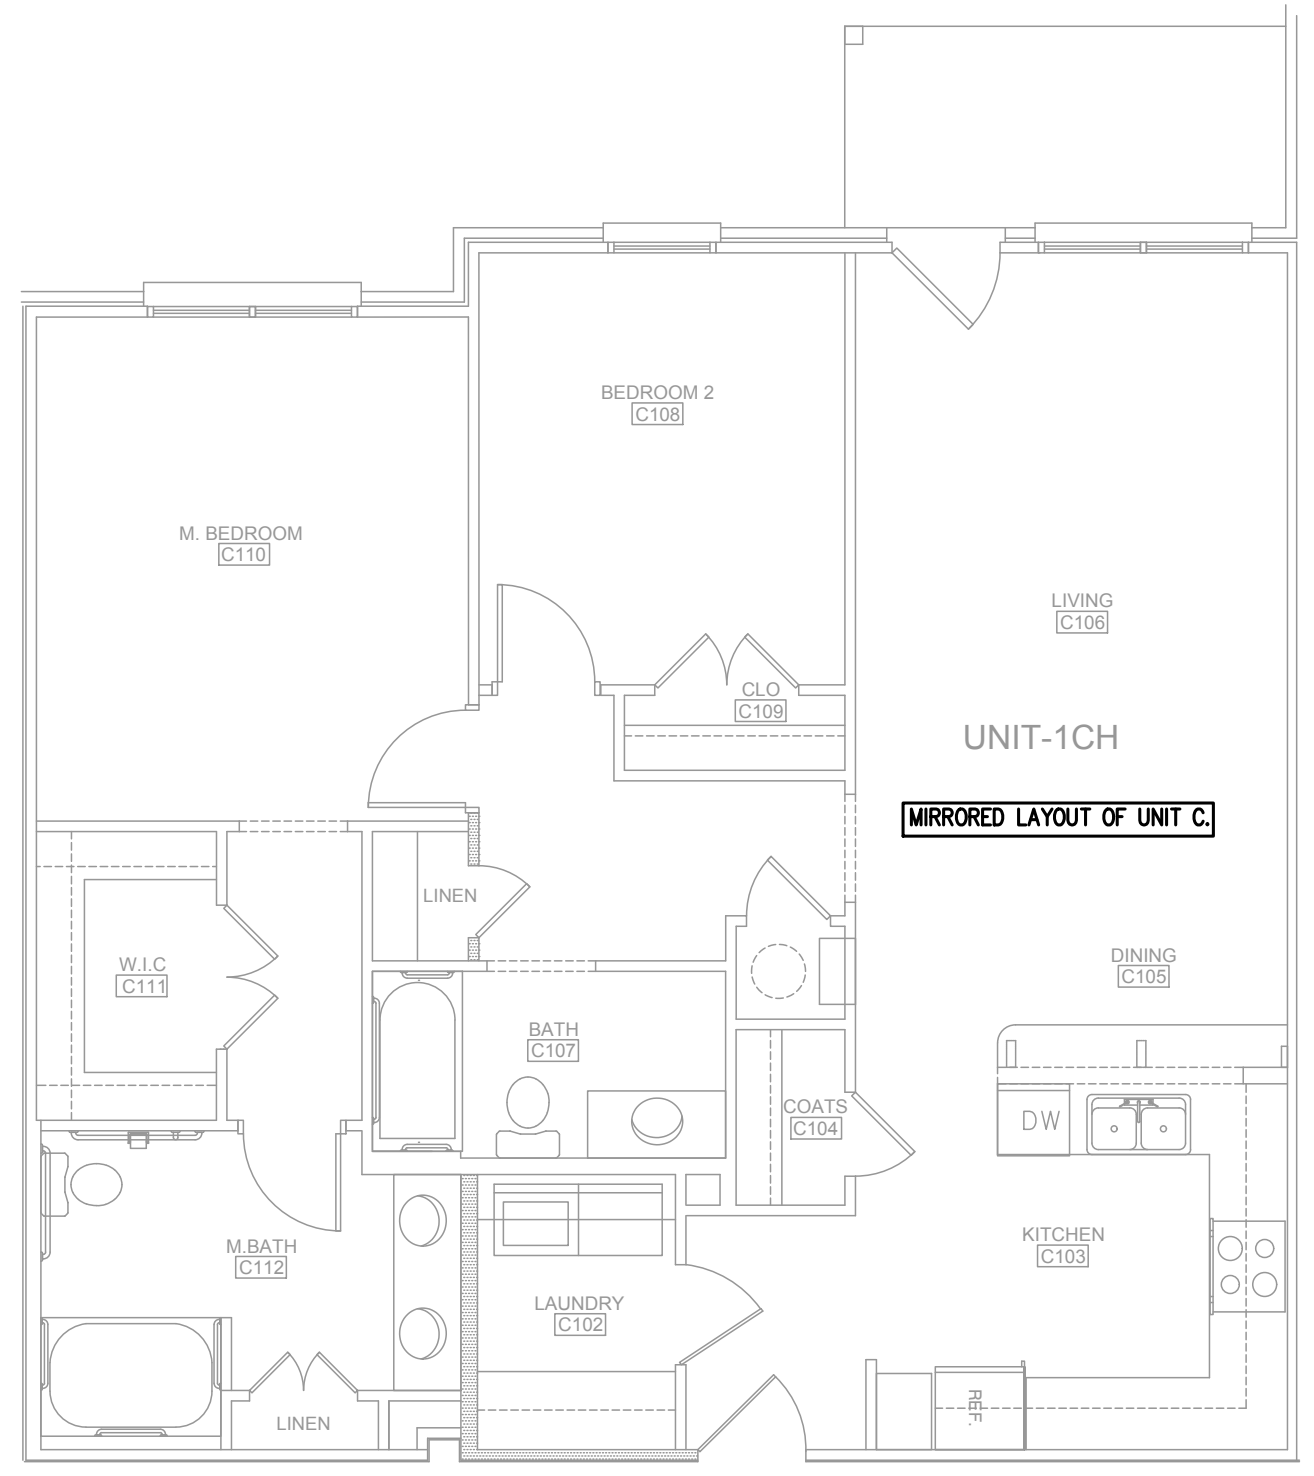 BEDROOM 2
C108
M. BEDROOM
C110
LIVING
C106
CLO
C109
UNIT-1CH
MIRRORED LAYOUT OF UNIT C.
LINEN
W.I.C
C111
DINING
C105
BATH
C107
COATS
C104
DW
M.BATH
C112
KITCHEN
C103
LAUNDRY
C102
REF.
LINEN